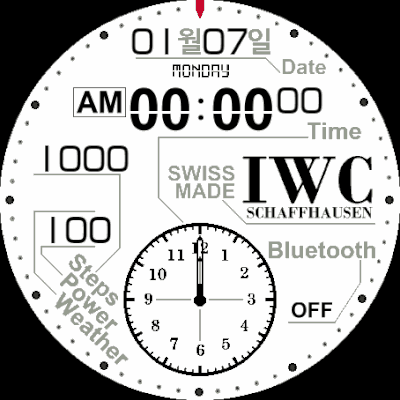 01월07일
MONDAY
Date
AM 00:00 00
Time
1000
SWISS
MADE
IWC
SCHAFFHAUSEN
100
Bluetooth
Steps
Power
Weather
OFF
12
1
2
3
4
5
6
7
8
9
10
11